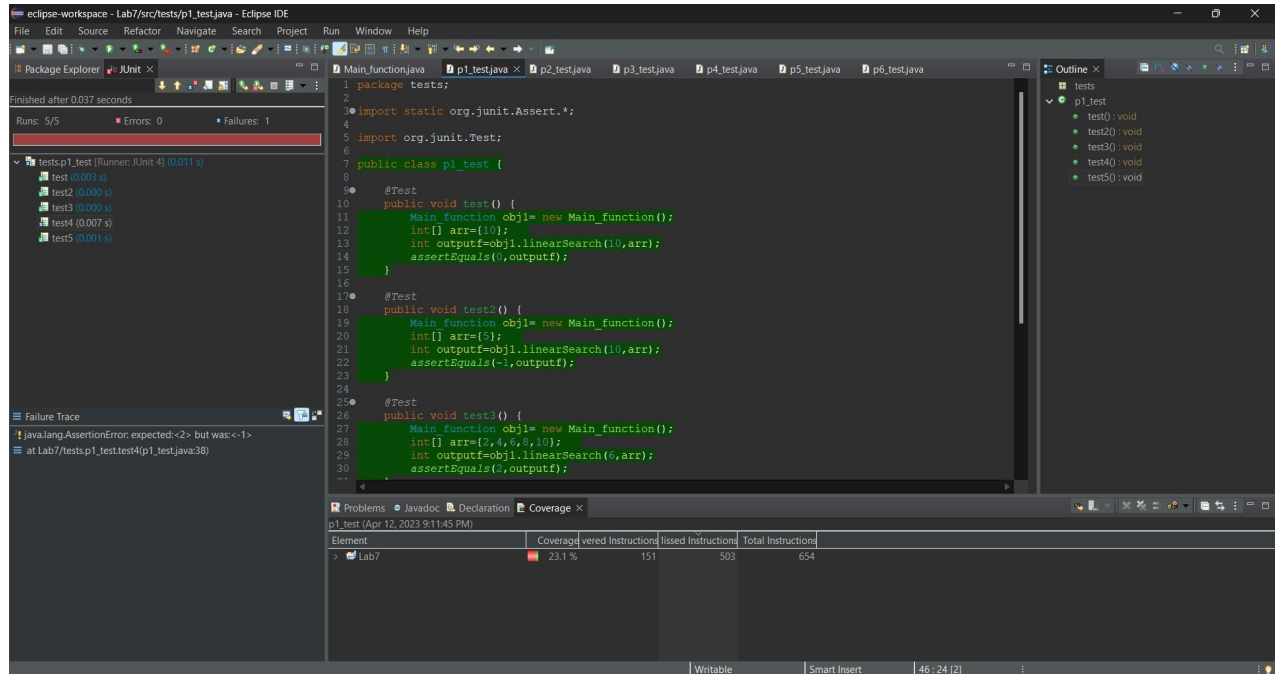 eclipse-workspace - Lab7/src/tests/p1_test.java - Eclipse IDE
File Edit Source Refactor Navigate Search Project Run Window Help
Package Explorer JUnit
Finished after 0.037 seconds
Runs: 5/5 Errors: 0 Failures: 1
tests.p1_test [Runner: JUnit 4] (0.011 s)
test (0.003 s)
test2 (0.000 s)
test3 (0.000 s)
test4 (0.007 s)
test5 (0.001 s)
Failure Trace
java.lang.AssertionError: expected:<2> but was:<-1>
at Lab7/tests.p1_test.test4(p1_test.java:38)
Main_function.java p1_test.java p2_test.java p3_test.java p4_test.java p5_test.java p6_test.java
1 package tests;
2
3 import static org.junit.Assert.*;
4
5 import org.junit.Test;
6
7 public class p1_test {
8
9 @Test
10 public void test() {
11 Main_function obj1= new Main_function();
12 int[] arr={10};
13 int outputf=obj1.linearSearch(10,arr);
14 assertEquals(0,outputf);
15 }
16
17 @Test
18 public void test2() {
19 Main_function obj1= new Main_function();
20 int[] arr={5};
21 int outputf=obj1.linearSearch(10,arr);
22 assertEquals(-1,outputf);
23 }
24
25 @Test
26 public void test3() {
27 Main_function obj1= new Main_function();
28 int[] arr={2,4,6,8,10};
29 int outputf=obj1.linearSearch(6,arr);
30 assertEquals(2,outputf);
Outline
tests
p1_test
test() : void
test2() : void
test3() : void
test4() : void
test5() : void
Problems Javadoc Declaration Coverage
p1_test (Apr 12, 2023 9:11:45 PM)
Element Coverage vered Instructions lissed Instructions Total Instructions
Lab7 23.1 % 151 503 654
Writable Smart Insert 46 : 24 [2]